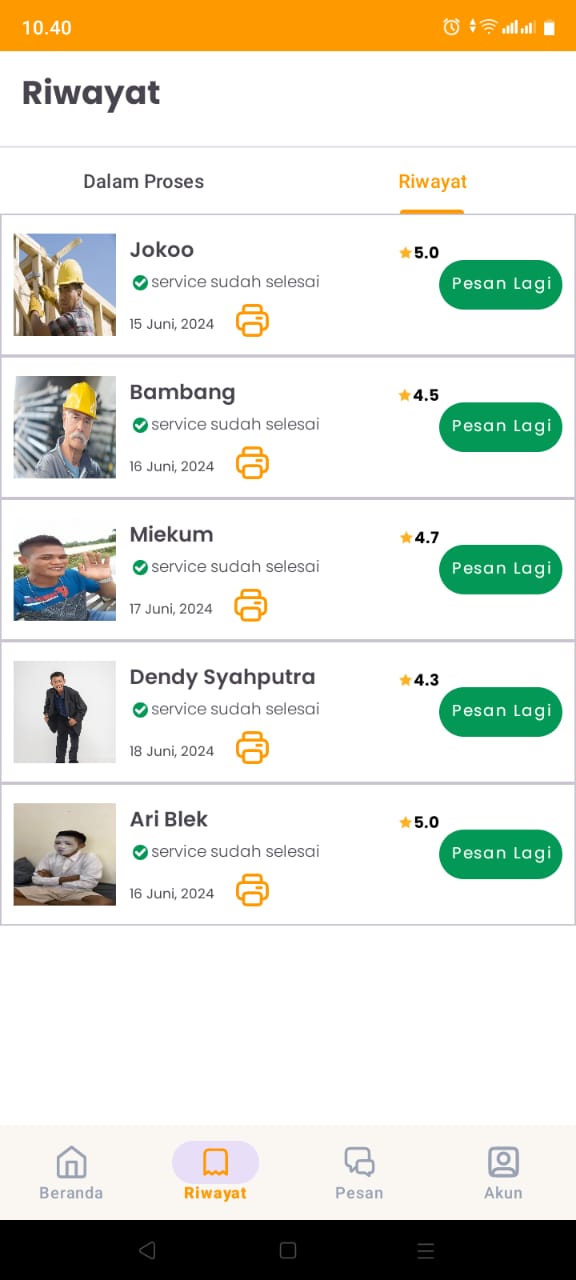 10.40
Riwayat
Dalam Proses
Riwayat
Jokoo
5.0
service sudah selesai
Pesan Lagi
15 Juni, 2024
Bambang
4.5
service sudah selesai
Pesan Lagi
16 Juni, 2024
Miekum
4.7
service sudah selesai
Pesan Lagi
17 Juni, 2024
Dendy Syahputra
4.3
service sudah selesai
Pesan Lagi
18 Juni, 2024
Ari Blek
5.0
service sudah selesai
Pesan Lagi
16 Juni, 2024
Beranda
Riwayat
Pesan
Akun